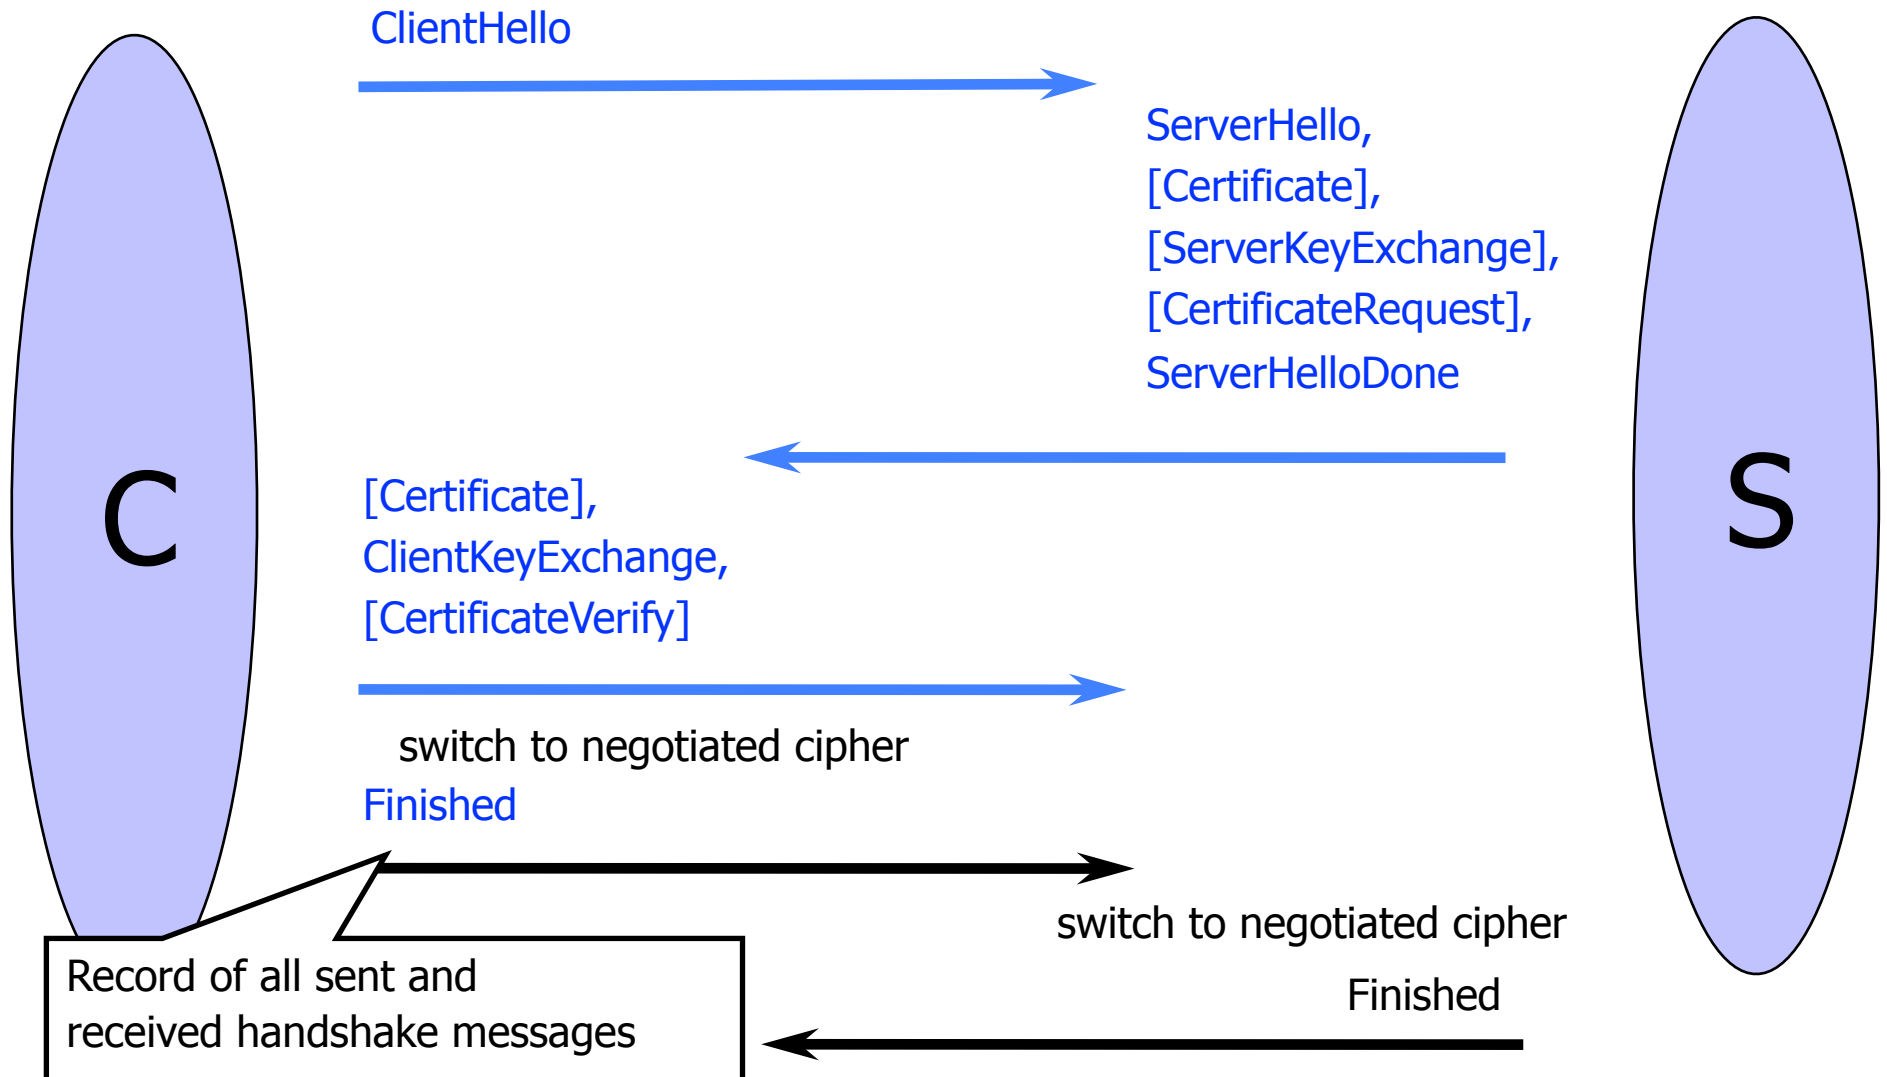 ClientHello
ServerHello,
[Certificate],
[ServerKeyExchange],
[CertificateRequest],
ServerHelloDone
C
S
[Certificate],
ClientKeyExchange,
[CertificateVerify]
switch to negotiated cipher
Finished
switch to negotiated cipher
Finished
Record of all sent and
received handshake messages